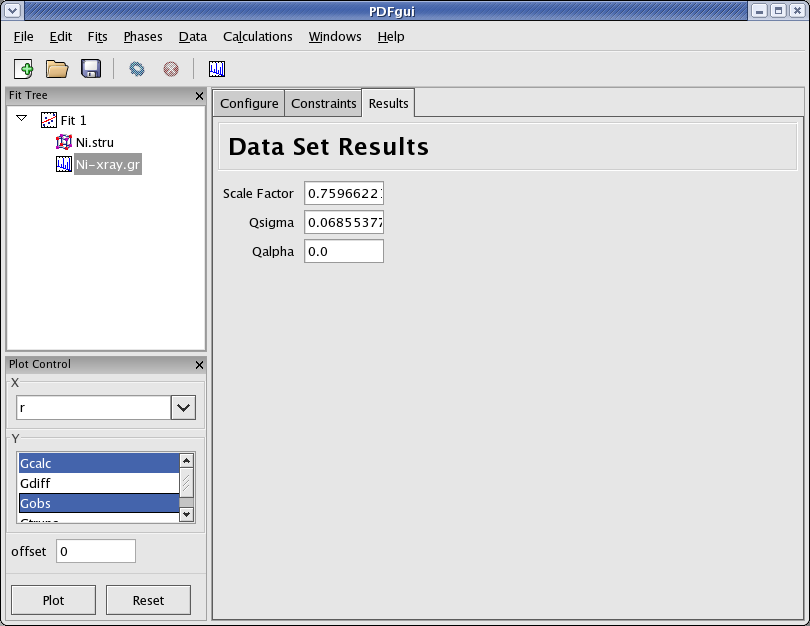 PDFgui
File Edit Fits Phases Data Calculations Windows Help
Fit Tree
Fit 1
Ni.stru
Ni-xray.gr
Plot Control
X
r
Y
Gcalc
Gdiff
Gobs
offset 0
Plot Reset
Configure Constraints Results
Data Set Results
Scale Factor 0.7596622
Qsigma 0.0685537
Qalpha 0.0